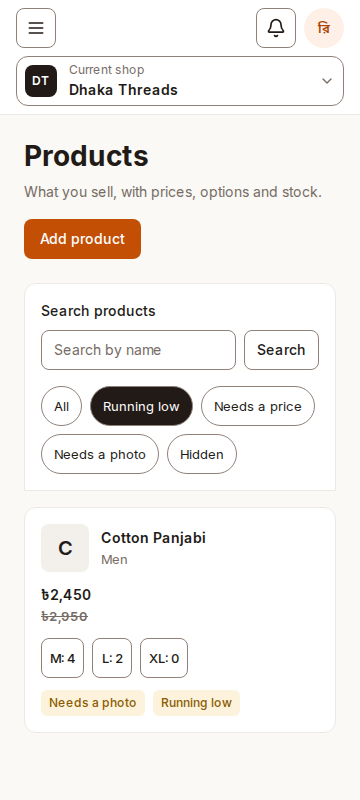 রি
DT
Current shop
Dhaka Threads
Products
What you sell, with prices, options and stock.
Add product
Search products
Search by name
Search
All
Running low
Needs a price
Needs a photo
Hidden
C
Cotton Panjabi
Men
৳2,450
৳2,950
M: 4
L: 2
XL: 0
Needs a photo
Running low